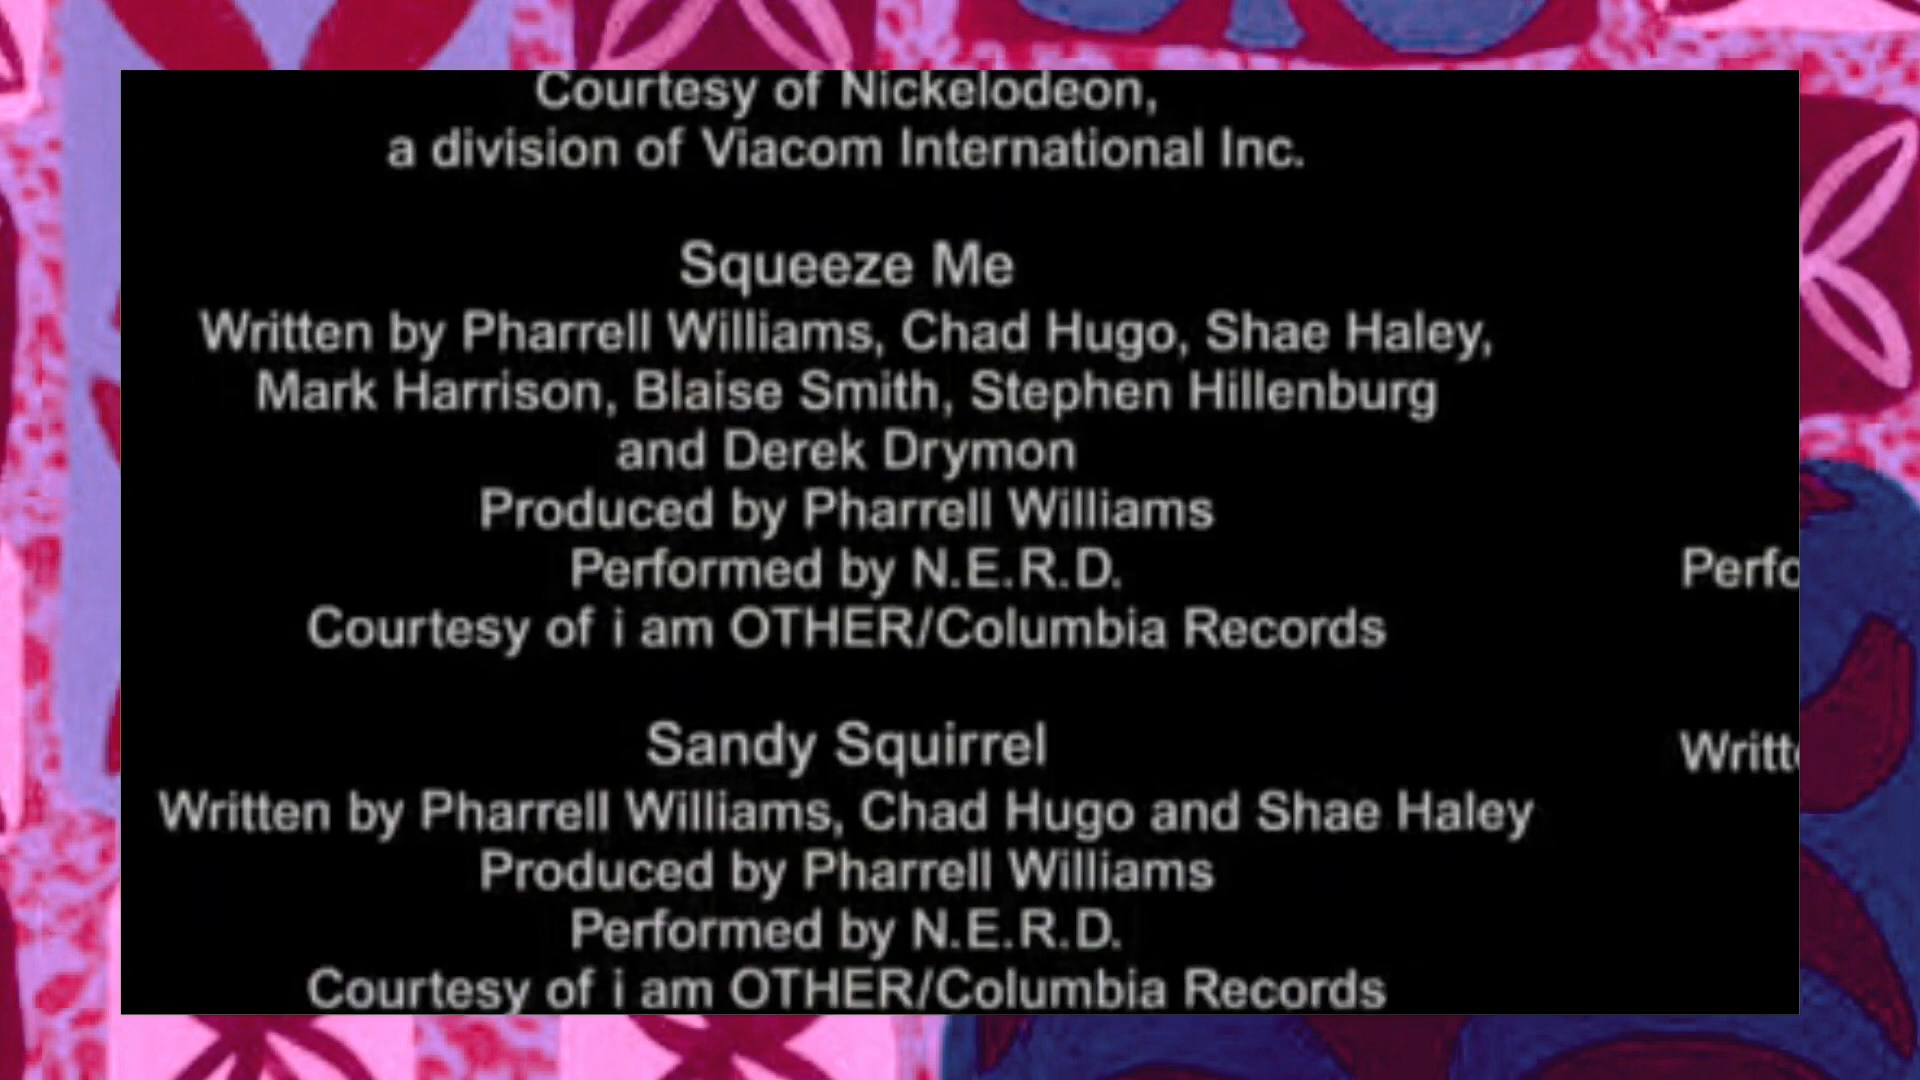 Courtesy of Nickelodeon,
a division of Viacom International Inc.
Squeeze Me
Written by Pharrell Williams, Chad Hugo, Shae Haley,
Mark Harrison, Blaise Smith, Stephen Hillenburg
and Derek Drymon
Produced by Pharrell Williams
Performed by N.E.R.D.
Courtesy of i am OTHER/Columbia Records
Sandy Squirrel
Written by Pharrell Williams, Chad Hugo and Shae Haley
Produced by Pharrell Williams
Performed by N.E.R.D.
Courtesy of i am OTHER/Columbia Records